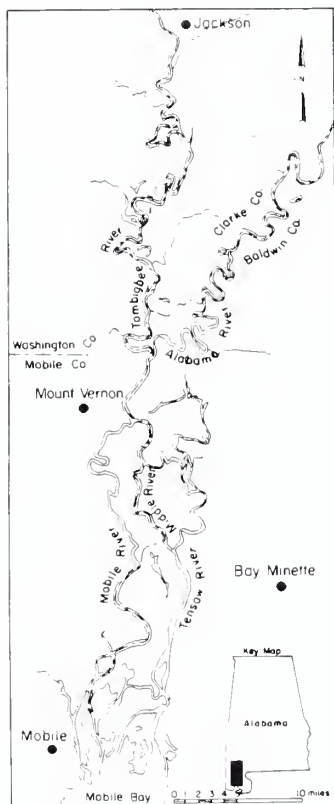 Jackson
N
Clarke Co.
Baldwin Co.
River
Tombigbee
River
Alabama
Washington Co.
Mobile Co.
Mount Vernon
Middle River
Mobile River
Tensaw River
Bay Minette
Key Map
Alabama
Mobile
0 1 2 3 4 5 10 miles
Mobile Bay